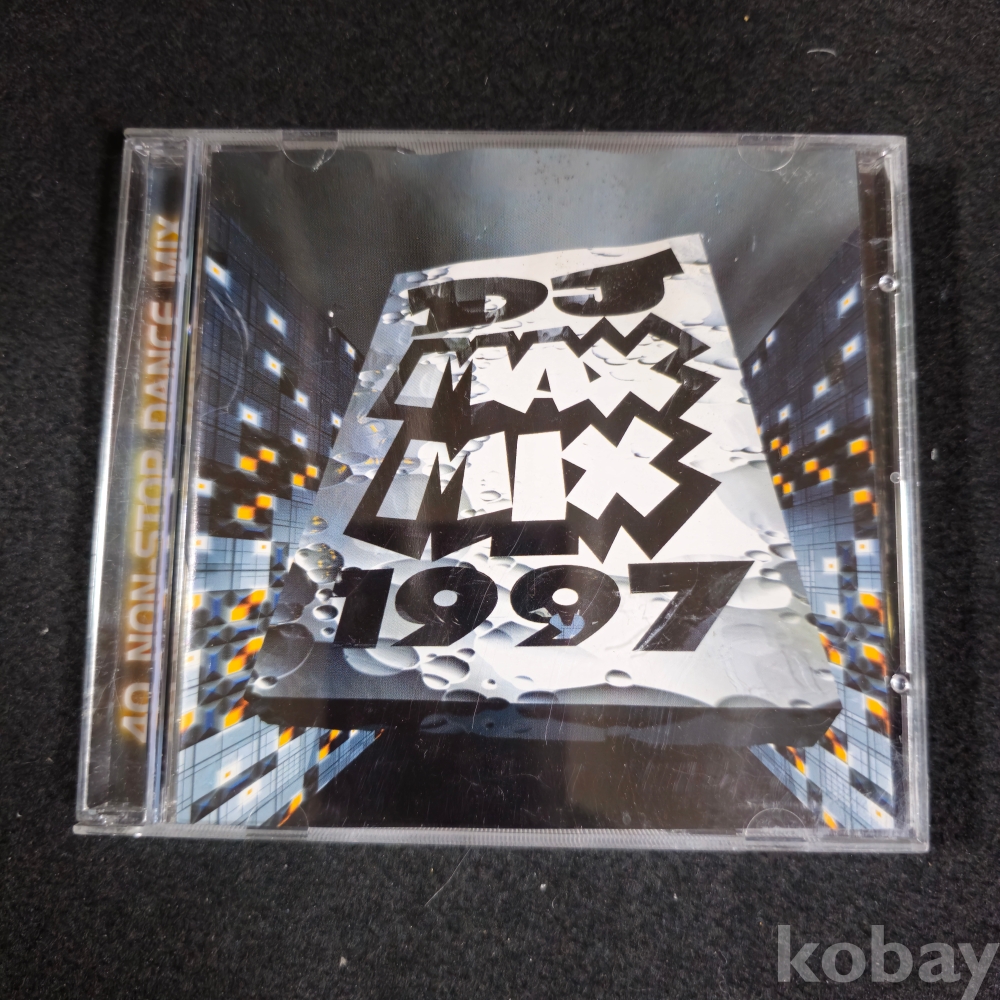 40 NON-STOP DANCE MIX
DJ
MAX
MIX
1997
kobay